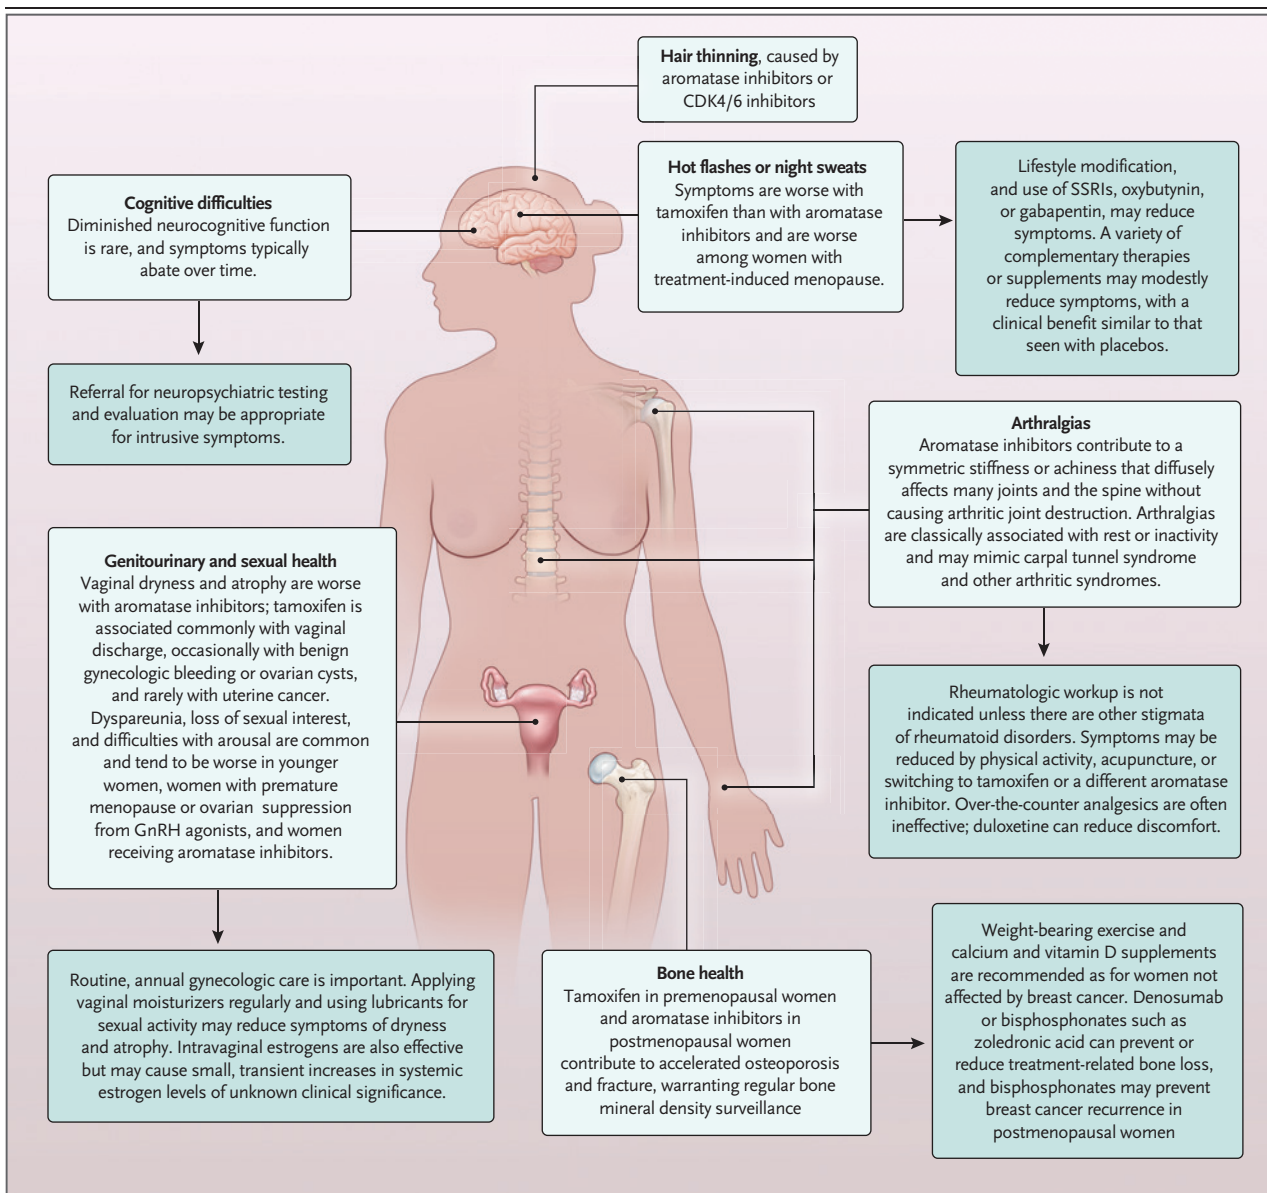 Hair thinning, caused by
aromatase inhibitors or
CDK4/6 inhibitors
Hot flashes or night sweats
Symptoms are worse with
tamoxifen than with aromatase
inhibitors and are worse
among women with
treatment-induced menopause.
Lifestyle modification,
and use of SSRIs, oxybutynin,
or gabapentin, may reduce
symptoms. A variety of
complementary therapies
or supplements may modestly
reduce symptoms, with a
clinical benefit similar to that
seen with placebos.
Cognitive difficulties
Diminished neurocognitive function
is rare, and symptoms typically
abate over time.
Referral for neuropsychiatric testing
and evaluation may be appropriate
for intrusive symptoms.
Arthralgias
Aromatase inhibitors contribute to a
symmetric stiffness or achiness that diffusely
affects many joints and the spine without
causing arthritic joint destruction. Arthralgias
are classically associated with rest or inactivity
and may mimic carpal tunnel syndrome
and other arthritic syndromes.
Rheumatologic workup is not
indicated unless there are other stigmata
of rheumatoid disorders. Symptoms may be
reduced by physical activity, acupuncture, or
switching to tamoxifen or a different aromatase
inhibitor. Over-the-counter analgesics are often
ineffective; duloxetine can reduce discomfort.
Genitourinary and sexual health
Vaginal dryness and atrophy are worse
with aromatase inhibitors; tamoxifen is
associated commonly with vaginal
discharge, occasionally with benign
gynecologic bleeding or ovarian cysts,
and rarely with uterine cancer.
Dyspareunia, loss of sexual interest,
and difficulties with arousal are common
and tend to be worse in younger
women, women with premature
menopause or ovarian suppression
from GnRH agonists, and women
receiving aromatase inhibitors.
Routine, annual gynecologic care is important. Applying
vaginal moisturizers regularly and using lubricants for
sexual activity may reduce symptoms of dryness
and atrophy. Intravaginal estrogens are also effective
but may cause small, transient increases in systemic
estrogen levels of unknown clinical significance.
Bone health
Tamoxifen in premenopausal women
and aromatase inhibitors in
postmenopausal women
contribute to accelerated osteoporosis
and fracture, warranting regular bone
mineral density surveillance
Weight-bearing exercise and
calcium and vitamin D supplements
are recommended as for women not
affected by breast cancer. Denosumab
or bisphosphonates such as
zoledronic acid can prevent or
reduce treatment-related bone loss,
and bisphosphonates may prevent
breast cancer recurrence in
postmenopausal women